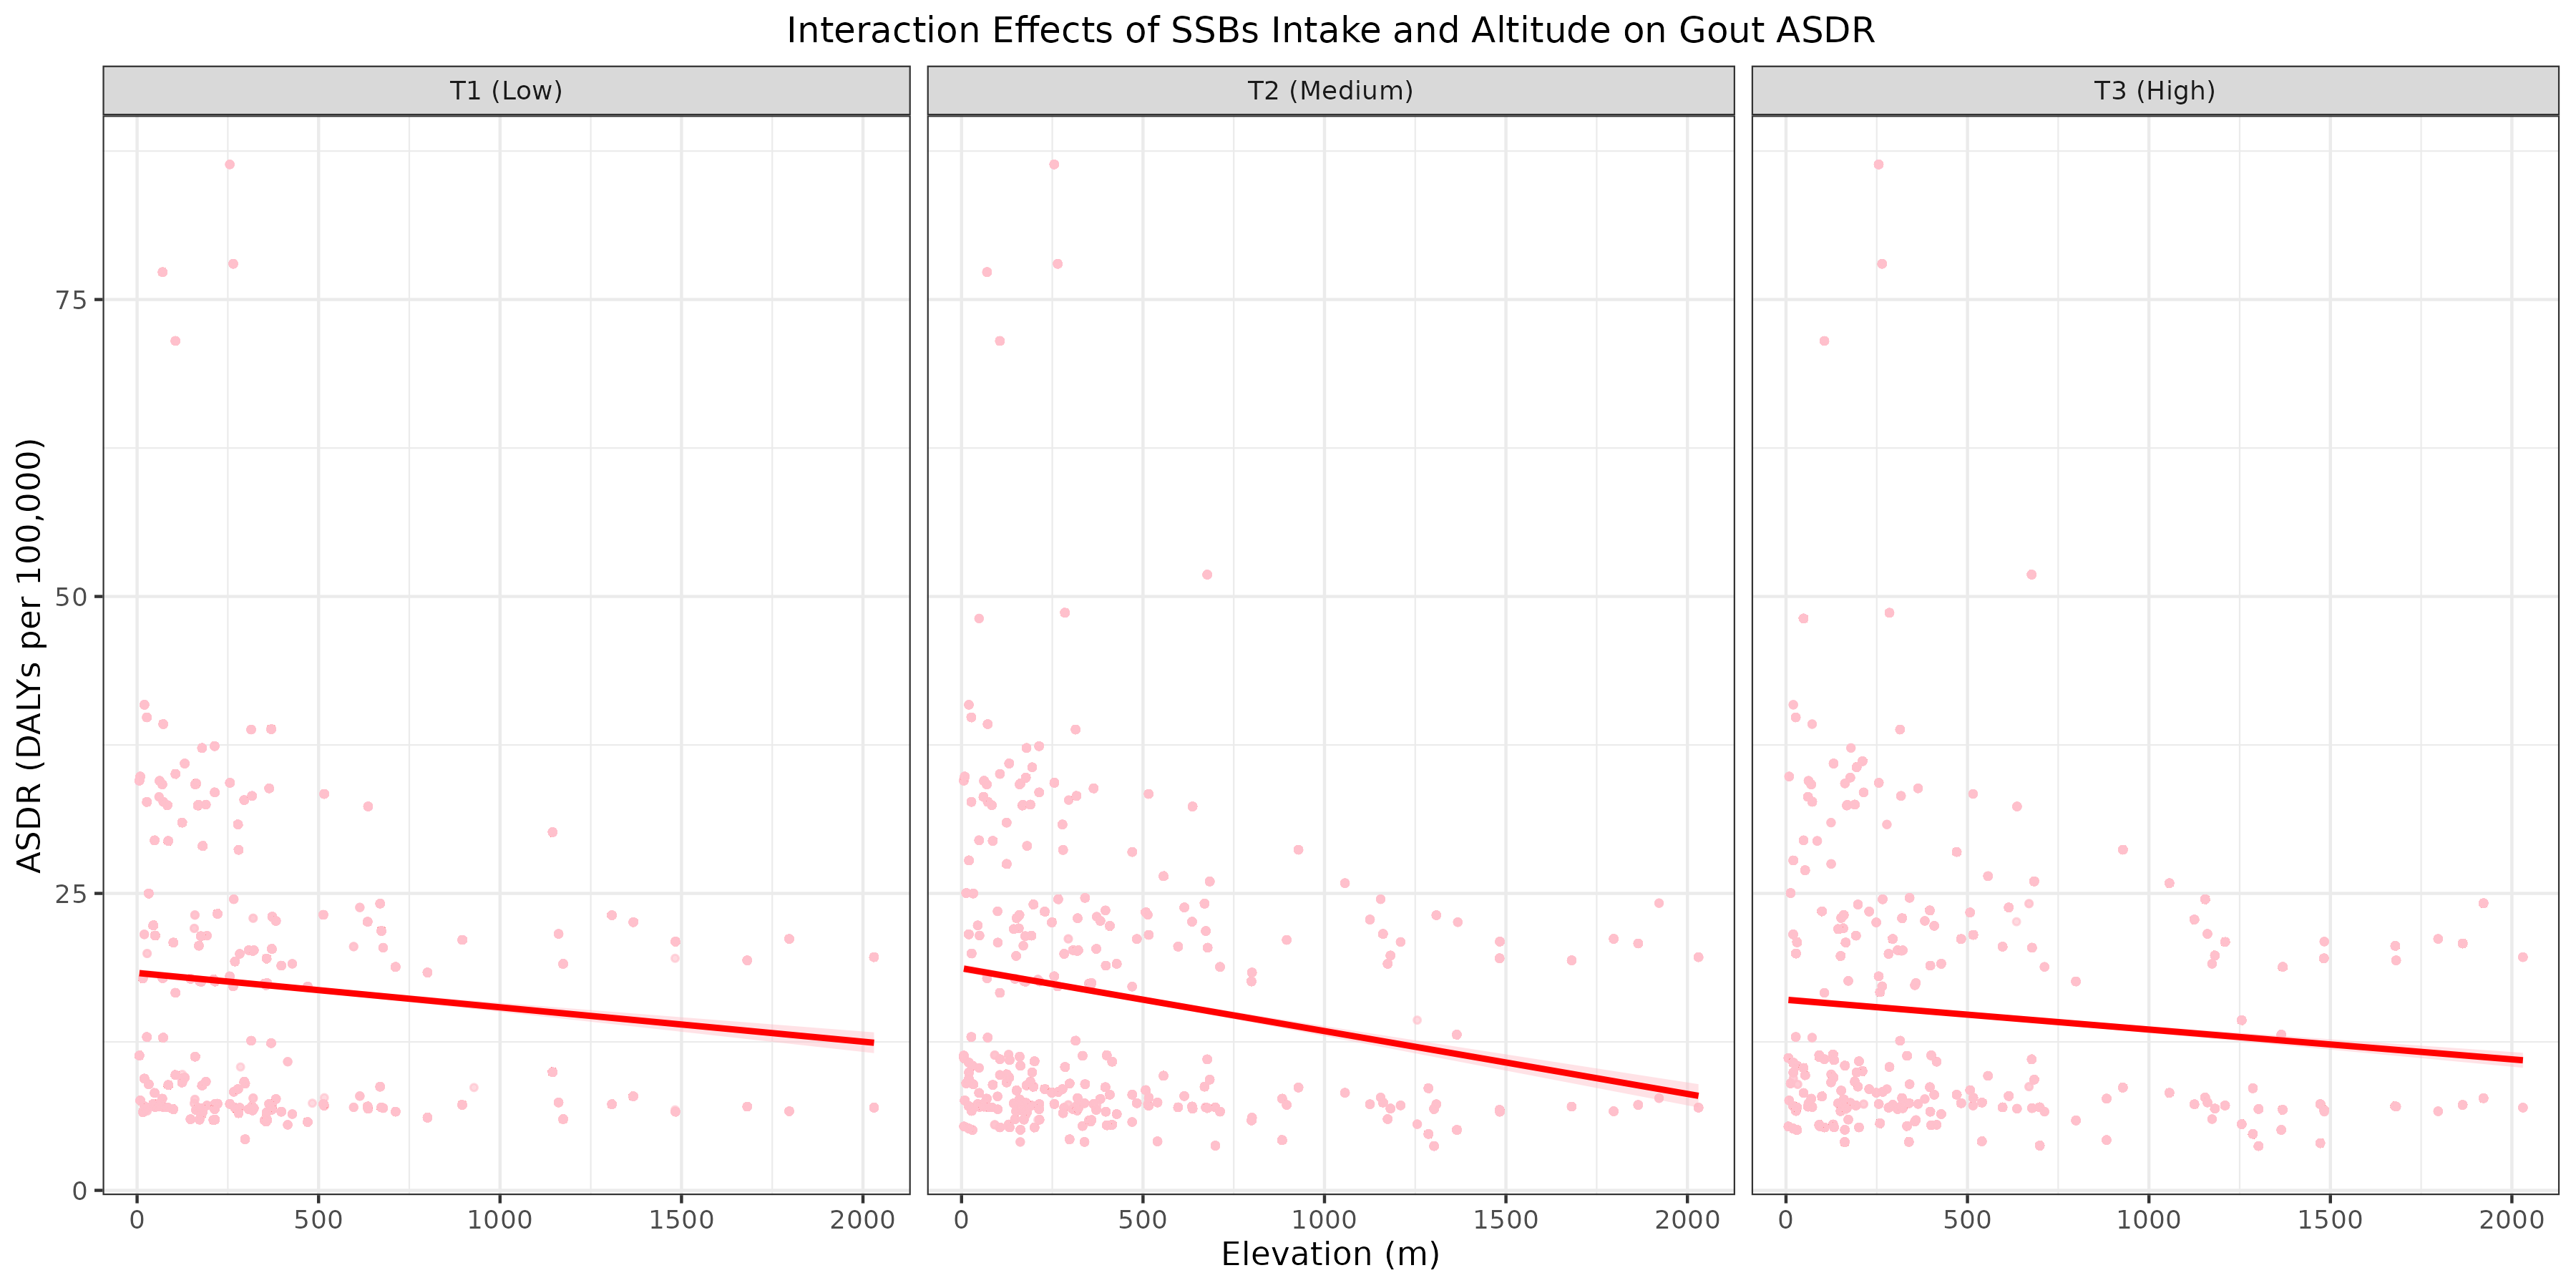 Interaction Effects of SSBs Intake and Altitude on Gout ASDR
T1 (Low)
T2 (Medium)
T3 (High)
ASDR (DALYs per 100,000)
75
50
25
0
0 500 1000 1500 2000
0 500 1000 1500 2000
0 500 1000 1500 2000
Elevation (m)